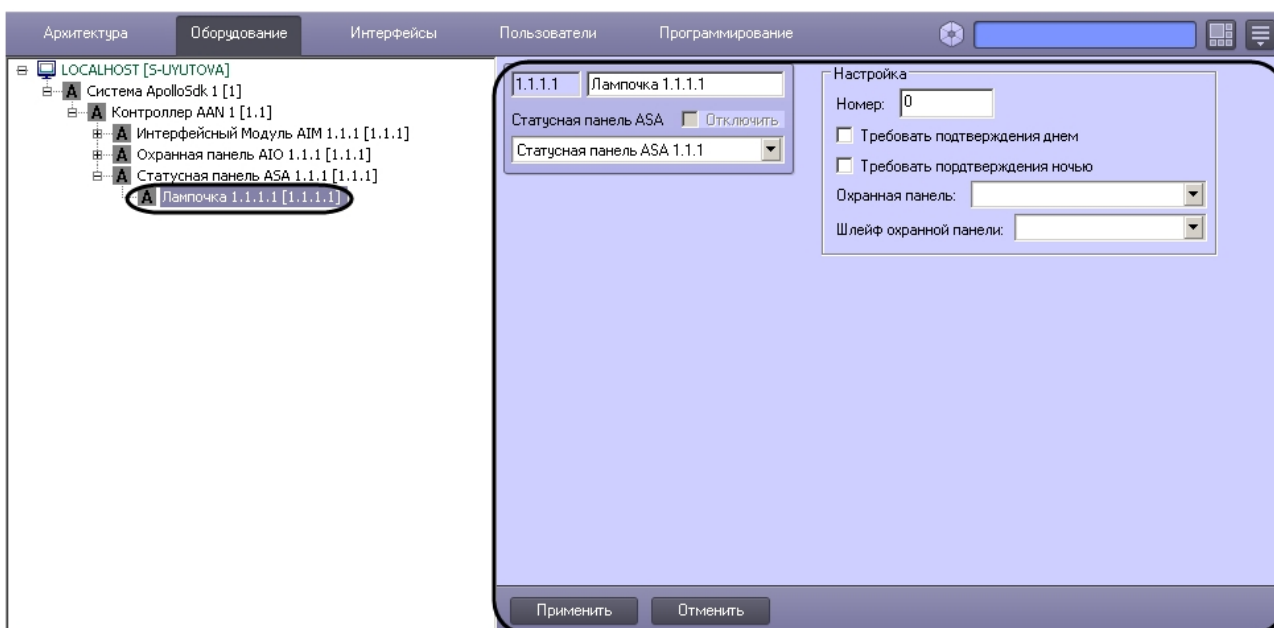 Архитектура Оборудование Интерфейсы Пользователи Программирование
LOCALHOST [S-UYUTOVA]
Система ApolloSdk 1 [1]
Контроллер AAN 1 [1.1]
Интерфейсный Модуль AIM 1.1.1 [1.1.1]
Охранная панель AIO 1.1.1 [1.1.1]
Статусная панель ASA 1.1.1 [1.1.1]
Лампочка 1.1.1.1 [1.1.1.1]
1.1.1.1 Лампочка 1.1.1.1
Статусная панель ASA Отключить
Статусная панель ASA 1.1.1
Настройка
Номер: 0
Требовать подтверждения днем
Требовать пордтверждения ночью
Охранная панель:
Шлейф охранной панели:
Применить Отменить